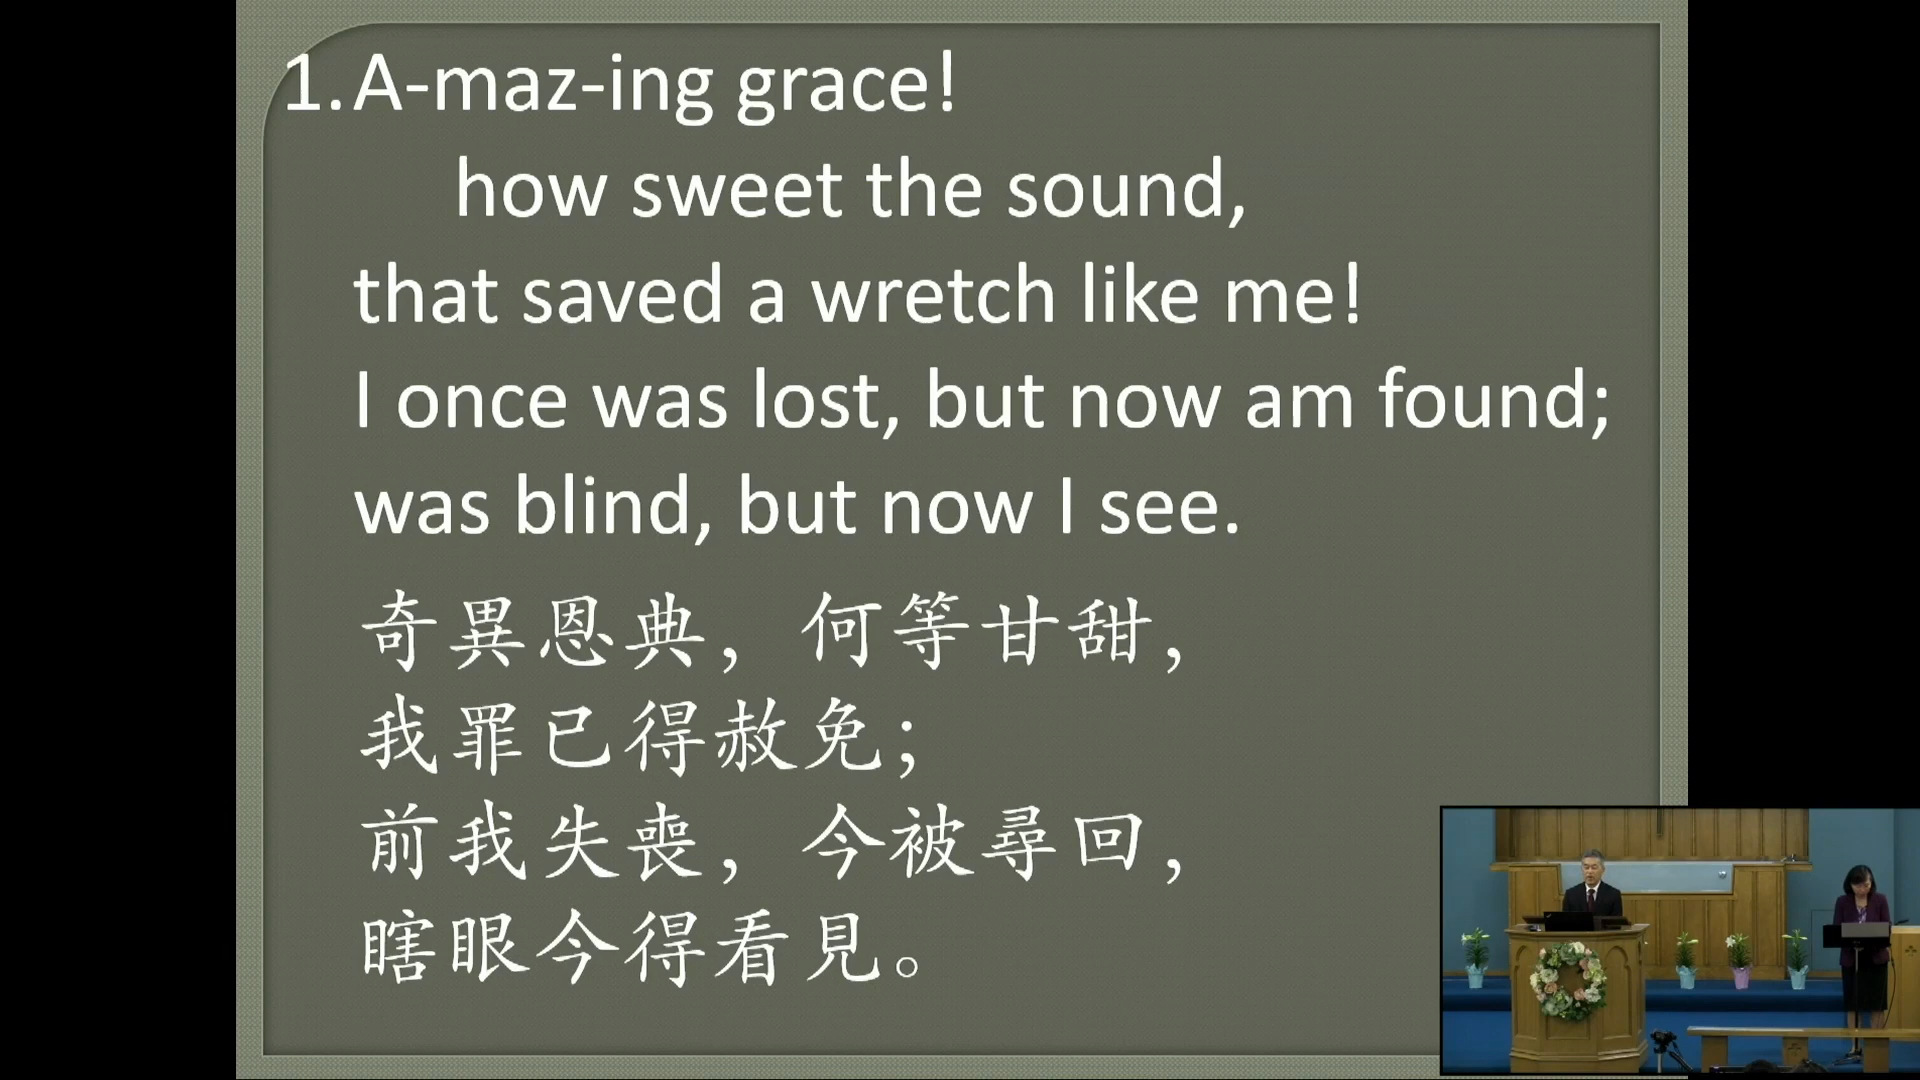 1. A-maz-ing grace!
how sweet the sound,
that saved a wretch like me!
I once was lost, but now am found;
was blind, but now I see.
奇異恩典，何等甘甜，
我罪已得赦免；
前我失喪，今被尋回，
瞎眼今得看見。